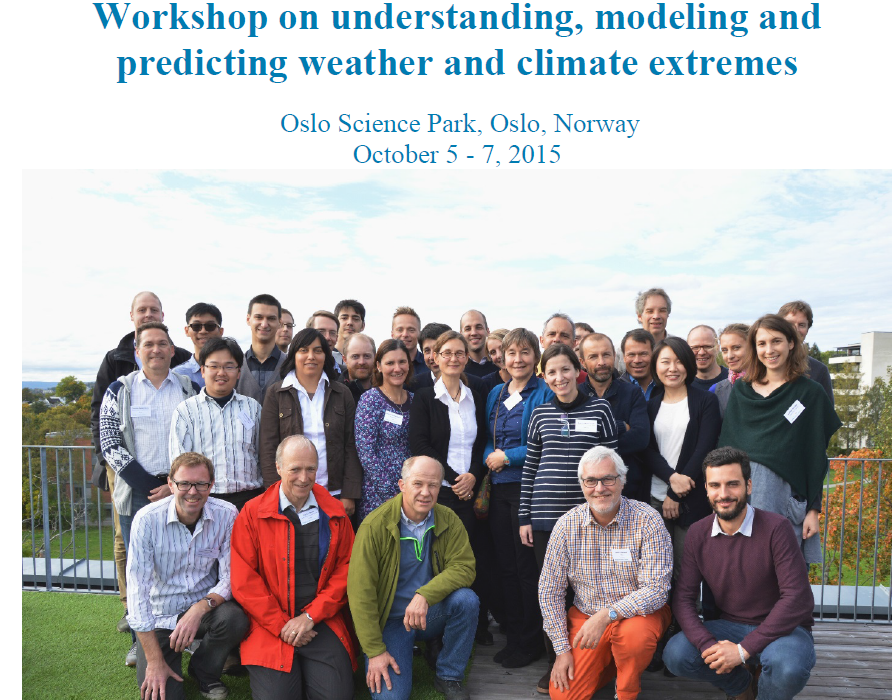 Workshop on understanding, modeling and
predicting weather and climate extremes
Oslo Science Park, Oslo, Norway
October 5 - 7, 2015